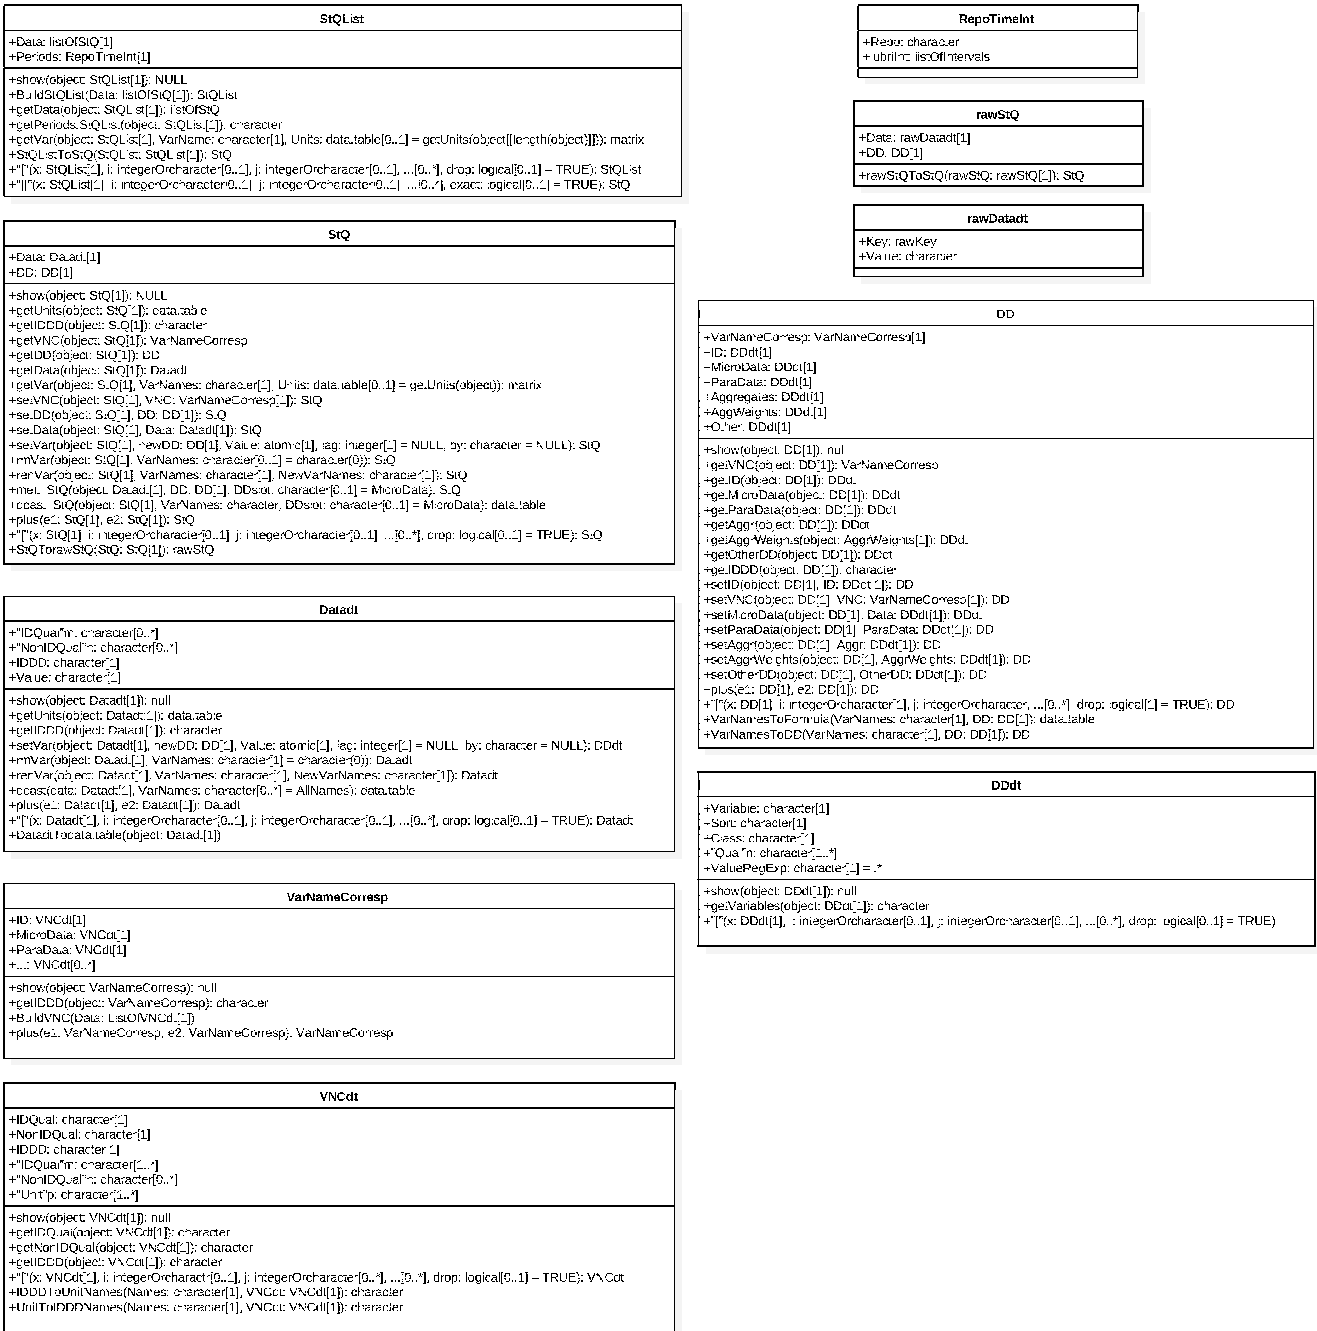 StQList
+Data: listOfStQ[1]
+Periods: RepoTimeInt[1]
+show(object: StQList[1]): NULL
+BuildStQList(Data: listOfStQ[1]): StQList
+getData(object: StQList[1]): listOfStQ
+getPeriods.StQList(object: StQList[1]): character
+getVar(object: StQList[1], VarName: character[1], Units: data.table[0..1] = getUnits(object[[length(object)]])): matrix
+StQListToStQ(StQList: StQList[1]): StQ
+"["(x: StQList[1], i: integerOrcharacter[0..1], j: integerOrcharacter[0..1], ...[0..*], drop: logical[0..1] = TRUE): StQList
+"[["(x: StQList[1], i: integerOrcharacter[0..1], j: integerOrcharacter[0..1], ...[0..*], exact: logical[0..1] = TRUE): StQ
StQ
+Data: Datadt[1]
+DD: DD[1]
+show(object: StQ[1]): NULL
+getUnits(object: StQ[1]): data.table
+getIDDD(object: StQ[1]): character
+getVNC(object: StQ[1]): VarNameCorresp
+getDD(object: StQ[1]): DD
+getData(object: StQ[1]): Datadt
+getVar(object: StQ[1], VarNames: character[1], Units: data.table[0..1] = getUnits(object)): matrix
+setVNC(object: StQ[1], VNC: VarNameCorresp[1]): StQ
+setDD(object: StQ[1], DD: DD[1]): StQ
+setData(object: StQ[1], Data: Datadt[1]): StQ
+setVar(object: StQ[1], newDD: DD[1], Value: atomic[1], lag: integer[1] = NULL, by: character = NULL): StQ
+rmVar(object: StQ[1], VarNames: character[0..1] = character(0)): StQ
+renVar(object: StQ[1], VarNames: character[1], NewVarNames: character[1]): StQ
+melt_StQ(object: Datadt[1], DD: DD[1], DDslot: character[0..1] = MicroData): StQ
+dcast_StQ(object: StQ[1], VarNames: character, DDslot: character[0..1] = MicroData): data.table
+plus(e1: StQ[1], e2: StQ[1]): StQ
+"["(x: StQ[1], i: integerOrcharacter[0..1], j: integerOrcharacter[0..1], ...[0..*], drop: logical[0..1] = TRUE): StQ
+StQTorawStQ(StQ: StQ[1]): rawStQ
Datadt
+"IDQual"m: character[0..*]
+"NonIDQual"n: character[0..*]
+IDDD: character[1]
+Value: character[1]
+show(object: Datadt[1]): null
+getUnits(object: Datadt[1]): data.table
+getIDDD(object: Datadt[1]): character
+setVar(object: Datadt[1], newDD: DD[1], Value: atomic[1], lag: integer[1] = NULL, by: character = NULL): DDdt
+rmVar(object: Datadt[1], VarNames: character[1] = character(0)): Datadt
+renVar(object: Datadt[1], VarNames: character[1], NewVarNames: character[1]): Datadt
+dcast(data: Datadt[1], VarNames: character[0..*] = AllNames): data.table
+plus(e1: Datadt[1], e2: Datadt[1]): Datadt
+"["(x: Datadt[1], i: integerOrcharacter[0..1], j: integerOrcharacter[0..1], ...[0..*], drop: logical[0..1] = TRUE): Datadt
+DatadtTodata.table(object: Datadt[1])
VarNameCorresp
+ID: VNCdt[1]
+MicroData: VNCdt[1]
+ParaData: VNCdt[1]
+...: VNCdt[0..*]
+show(object: VarNameCorresp): null
+getIDDD(object: VarNameCorresp): character
+BuildVNC(Data: ListOfVNCdt[1])
+plus(e1: VarNameCorresp, e2: VarNameCorresp): VarNameCorresp
VNCdt
+IDQual: character[1]
+NonIDQual: character[1]
+IDDD: character[1]
+"IDQual"m: character[1..*]
+"NonIDQual"n: character[0..*]
+"Unit"p: character[1..*]
+show(object: VNCdt[1]): null
+getIDQual(object: VNCdt[1]): character
+getNonIDQual(object: VNCdt[1]): character
+getIDDD(object: VNCdt[1]): character
+"["(x: VNCdt[1], i: integerOrcharactr[0..1], j: integerOrcharacter[0..*], ...[0..*], drop: logical[0..1] = TRUE): VNCdt
+IDDDToUnitNames(Names: character[1], VNCdt: VNCdt[1]): character
+UnitToIDDDNames(Names: character[1], VNCdt: VNCdt[1]): character
RepoTimeInt
+Repo: character
+lubriInt: listOfIntervals
rawStQ
+Data: rawDatadt[1]
+DD: DD[1]
+rawStQToStQ(rawStQ: rawStQ[1]): StQ
rawDatadt
+Key: rawKey
+Value: character
DD
+VarNameCorresp: VarNameCorresp[1]
+ID: DDdt[1]
+MicroData: DDdt[1]
+ParaData: DDdt[1]
+Aggregates: DDdt[1]
+AggWeights: DDdt[1]
+Other: DDdt[1]
+show(object: DD[1]): null
+getVNC(object: DD[1]): VarNameCorresp
+getID(object: DD[1]): DDdt
+getMicroData(object: DD[1]): DDdt
+getParaData(object: DD[1]): DDdt
+getAggr(object: DD[1]): DDdt
+getAggrWeights(object: AggrWeights[1]): DDdt
+getOtherDD(object: DD[1]): DDdt
+getIDDD(object: DD[1]): character
+setID(object: DD[1], ID: DDdt[1]): DD
+setVNC(object: DD[1], VNC: VarNameCorresp[1]): DD
+setMicroData(object: DD[1], Data: DDdt[1]): DDdt
+setParaData(object: DD[1], ParaData: DDdt[1]): DD
+setAggr(object: DD[1], Aggr: DDdt[1]): DD
+setAggrWeights(object: DD[1], AggrWeights: DDdt[1]): DD
+setOtherDD(object: DD[1], OtherDD: DDdt[1]): DD
+plus(e1: DD[1], e2: DD[1]): DD
+"["(x: DD[1], i: integerOrcharacter[1], j: integerOrcharacter, ...[0..*], drop: logical[1] = TRUE): DD
+VarNamesToFormula(VarNames: character[1], DD: DD[1]): data.table
+VarNamesToDD(VarNames: character[1], DD: DD[1]): DD
DDdt
+Variable: character[1]
+Sort: character[1]
+Class: character[1]
+"Qual"n: character[1..*]
+ValueRegExp: character[1] = .*
+show(object: DDdt[1]): null
+getVariables(object: DDdt[1]): character
+"["(x: DDdt[1], i: integerOrcharacter[0..1], j: integerOrcharacter[0..1], ...[0..*], drop: logical[0..1] = TRUE)